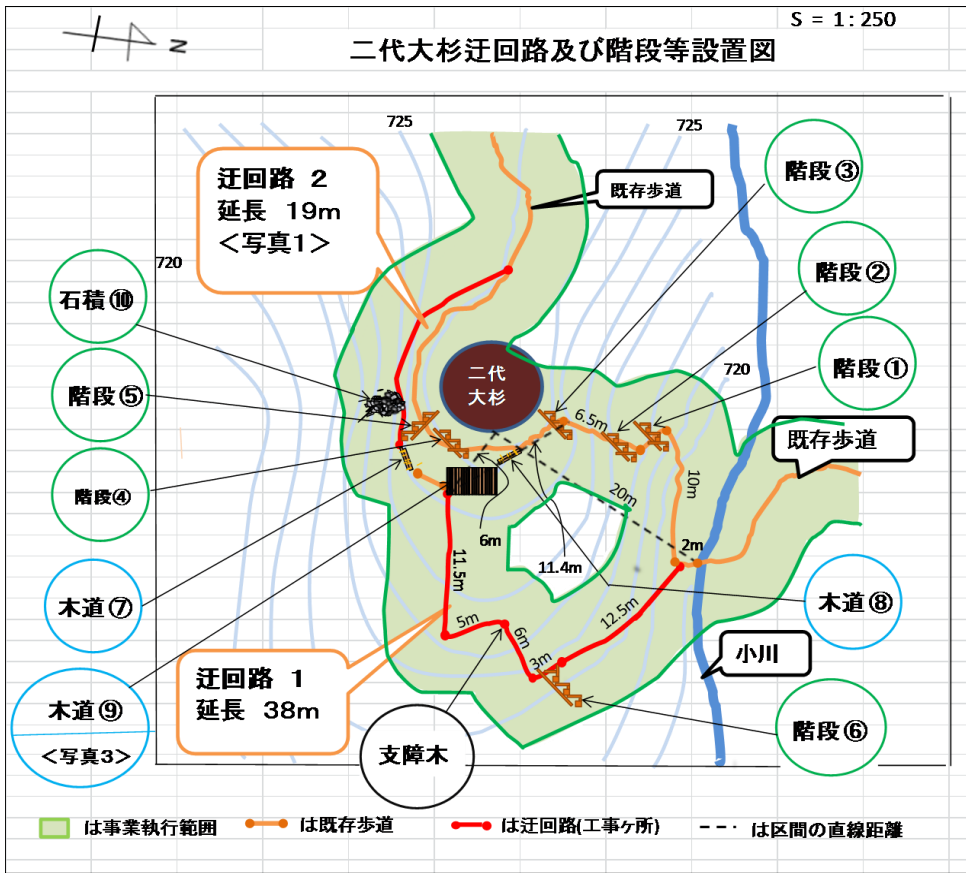 S = 1:250
N
二代大杉迂回路及び階段等設置図
725
725
階段③
迂回路 2
延長 19m
<写真1>
既存歩道
720
階段②
石積⑩
階段①
二代
大杉
720
階段⑤
6.5m
既存歩道
階段④
10m
20m
6m
2m
11.4m
11.5m
木道⑦
木道⑧
5m
6m
12.5m
3m
小川
迂回路 1
延長 38m
木道⑨
<写真3>
階段⑥
支障木
は事業執行範囲
は既存歩道
は迂回路(工事ヶ所)
は区間の直線距離